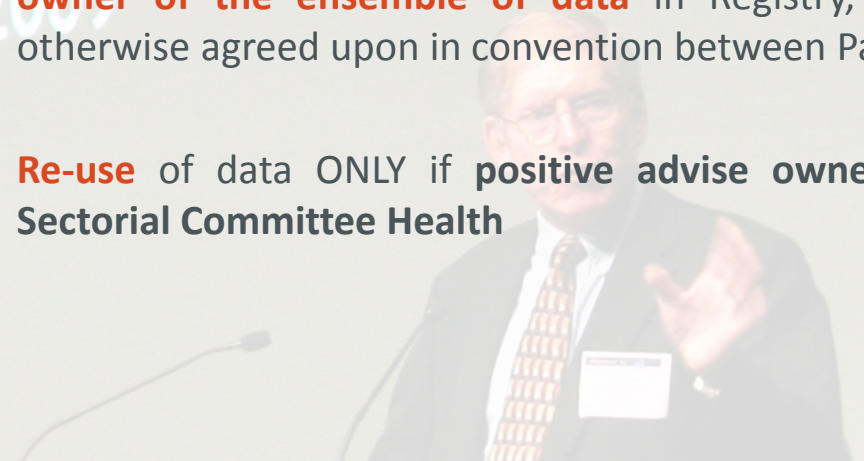 owner of the ensemble of data in Registry,
otherwise agreed upon in convention between
Re-use of data ONLY if positive advise
Sectorial Committee Health